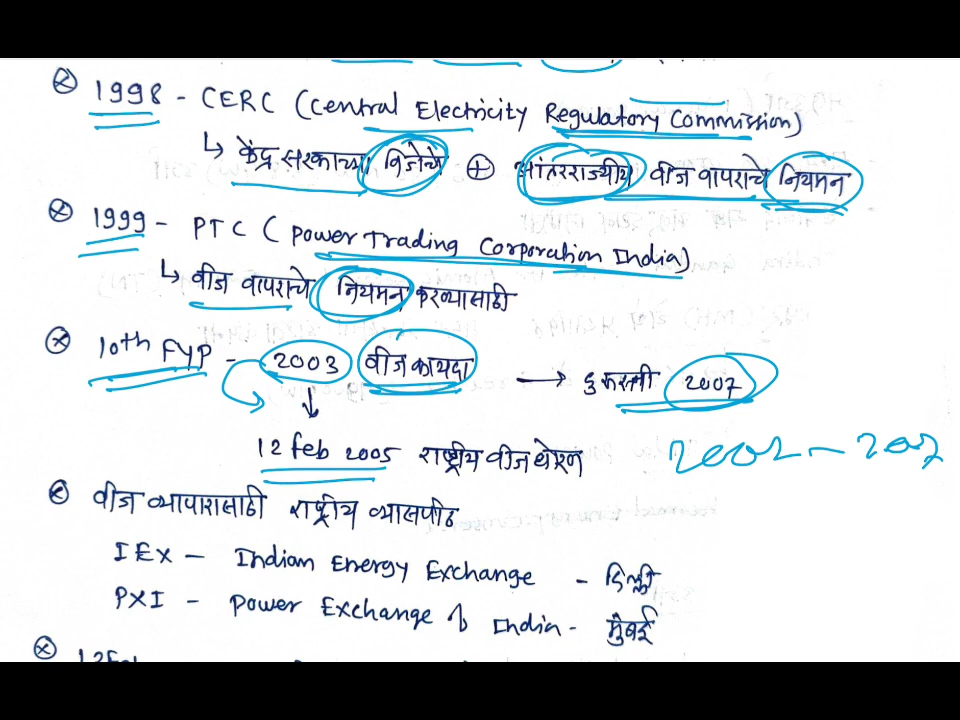 1998 - CERC (Central Electricity Regulatory Commission)
↳ केंद्र सरकारच्या विजेचे ⊕ आंतरराज्यीय वीज वापराचे नियमन
1999 - PTC ( Power Trading Corporation India)
↳ वीज वापराचे नियमन करण्यासाठी
10th FYP - 2003 वीज कायदा → दुरुस्ती 2007
↓
12 feb 2005 राष्ट्रीय वीज धोरण 2002 - 2007
वीज व्यापारासाठी राष्ट्रीय व्यासपीठ
IEX - Indian Energy Exchange - दिल्ली
PXI - Power Exchange of India - मुंबई